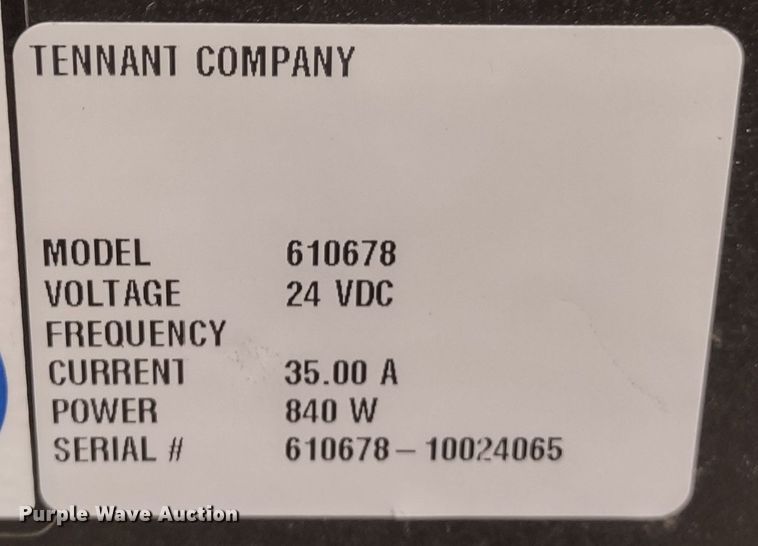 TENNANT COMPANY
MODEL 610678
VOLTAGE 24 VDC
FREQUENCY
CURRENT 35.00 A
POWER 840 W
SERIAL # 610678-10024065
Purple Wave Auction